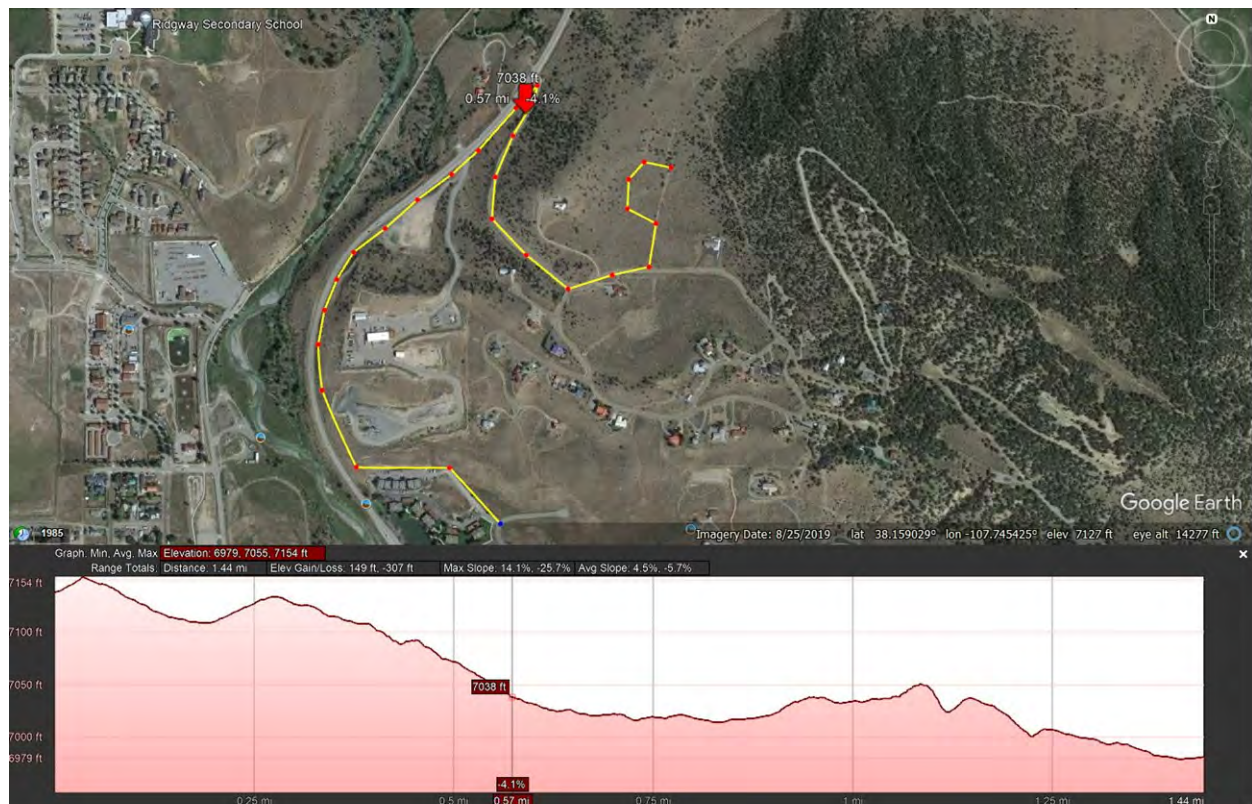 Ridgway Secondary School
N
7038 ft
0.57 mi -4.1%
Google Earth
1985
Imagery Date: 8/25/2019 lat 38.159029° lon -107.745425° elev 7127 ft eye alt 14277 ft
Graph: Min, Avg, Max Elevation: 6979, 7055, 7154 ft
Range Totals: Distance: 1.44 mi Elev Gain/Loss: 149 ft, -307 ft Max Slope: 14.1%, -25.7% Avg Slope: 4.5%, -5.7%
7154 ft
7100 ft
7050 ft
7038 ft
7000 ft
6979 ft
-4.1%
0.25 mi 0.5 mi 0.57 mi 0.75 mi 1 mi 1.25 mi 1.44 mi